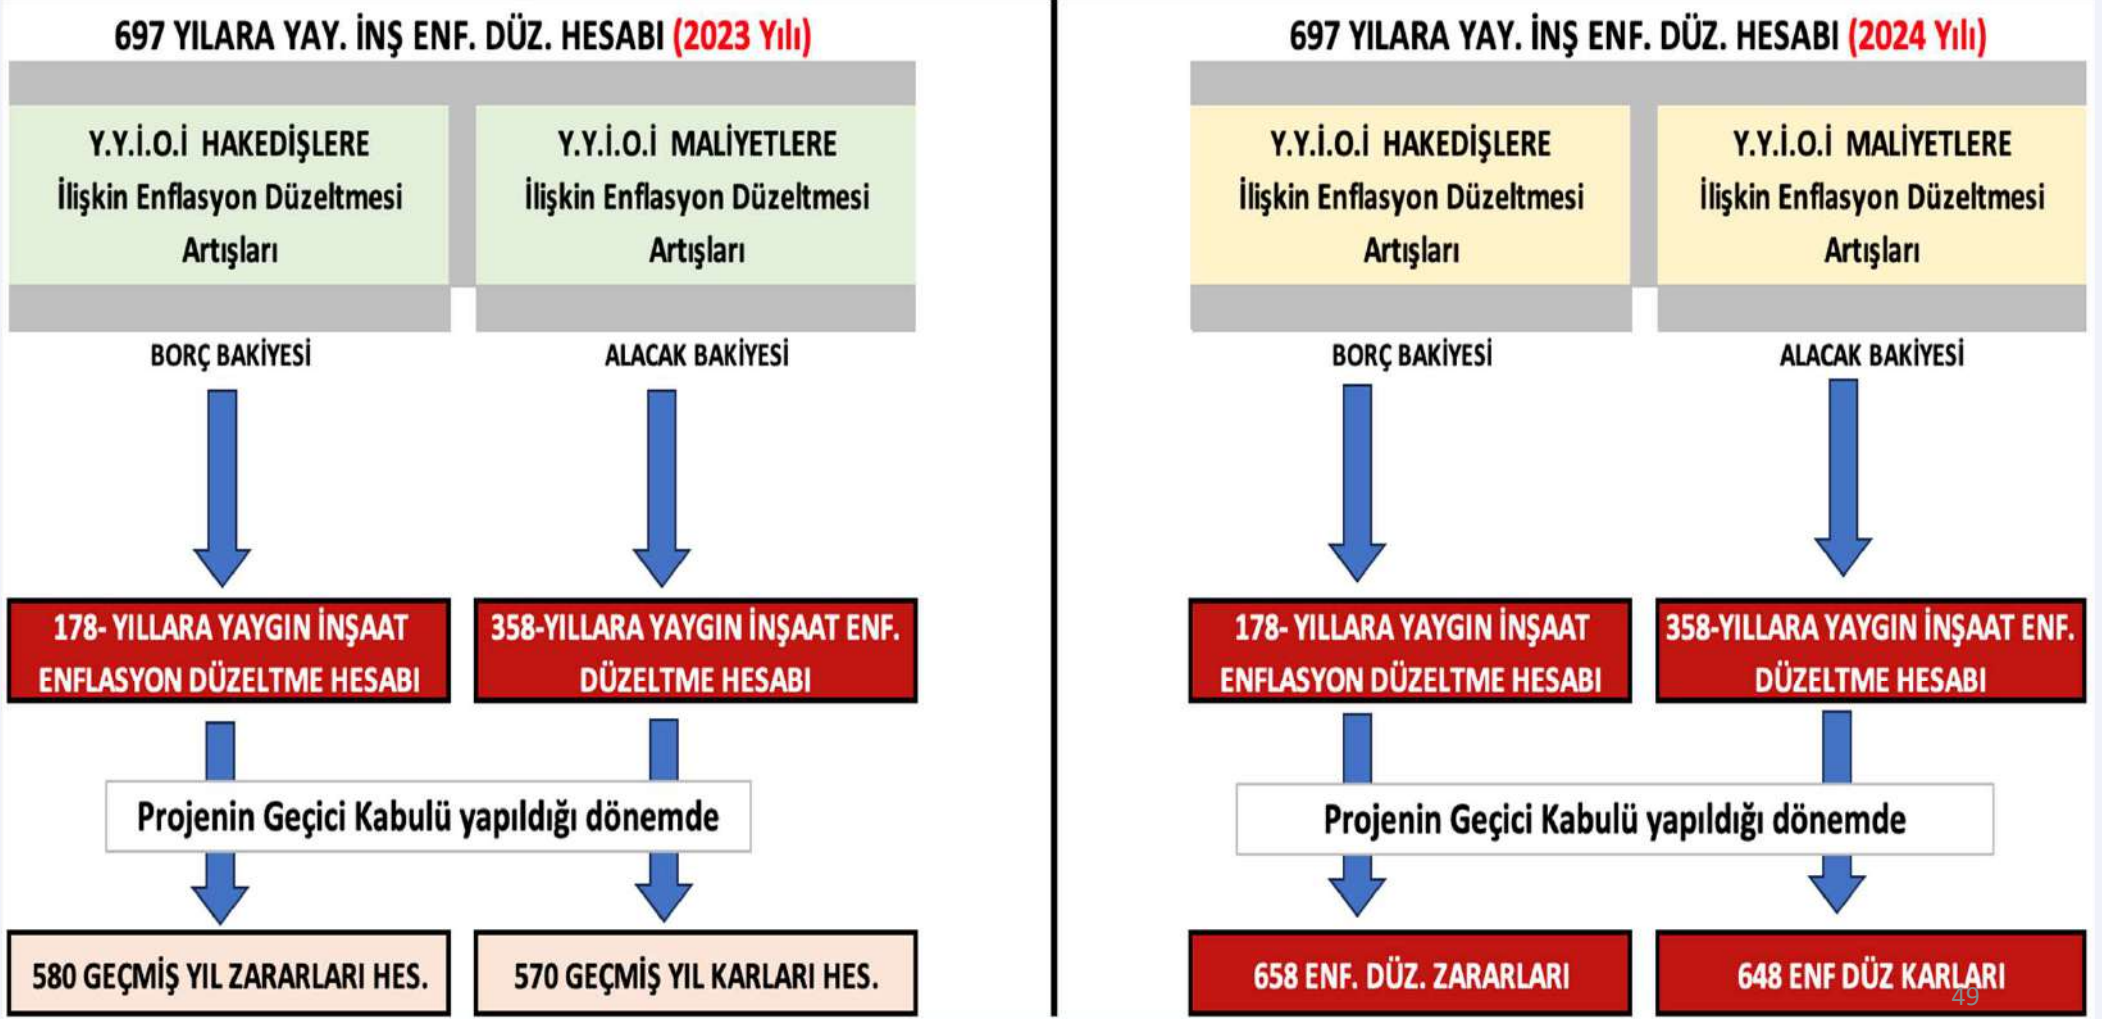 697 YILARA YAY. İNŞ ENF. DÜZ. HESABI (2023 Yılı)
Y.Y.İ.O.İ HAKEDİŞLERE
İlişkin Enflasyon Düzeltmesi
Artışları
Y.Y.İ.O.İ MALİYETLERE
İlişkin Enflasyon Düzeltmesi
Artışları
BORÇ BAKİYESİ
ALACAK BAKİYESİ
178- YILLARA YAYGIN İNŞAAT
ENFLASYON DÜZELTME HESABI
358-YILLARA YAYGIN İNŞAAT ENF.
DÜZELTME HESABI
Projenin Geçici Kabulü yapıldığı dönemde
580 GEÇMİŞ YIL ZARARLARI HES.
570 GEÇMİŞ YIL KARLARI HES.
697 YILARA YAY. İNŞ ENF. DÜZ. HESABI (2024 Yılı)
Y.Y.İ.O.İ HAKEDİŞLERE
İlişkin Enflasyon Düzeltmesi
Artışları
Y.Y.İ.O.İ MALİYETLERE
İlişkin Enflasyon Düzeltmesi
Artışları
BORÇ BAKİYESİ
ALACAK BAKİYESİ
178- YILLARA YAYGIN İNŞAAT
ENFLASYON DÜZELTME HESABI
358-YILLARA YAYGIN İNŞAAT ENF.
DÜZELTME HESABI
Projenin Geçici Kabulü yapıldığı dönemde
658 ENF. DÜZ. ZARARLARI
648 ENF DÜZ KARLARI
49